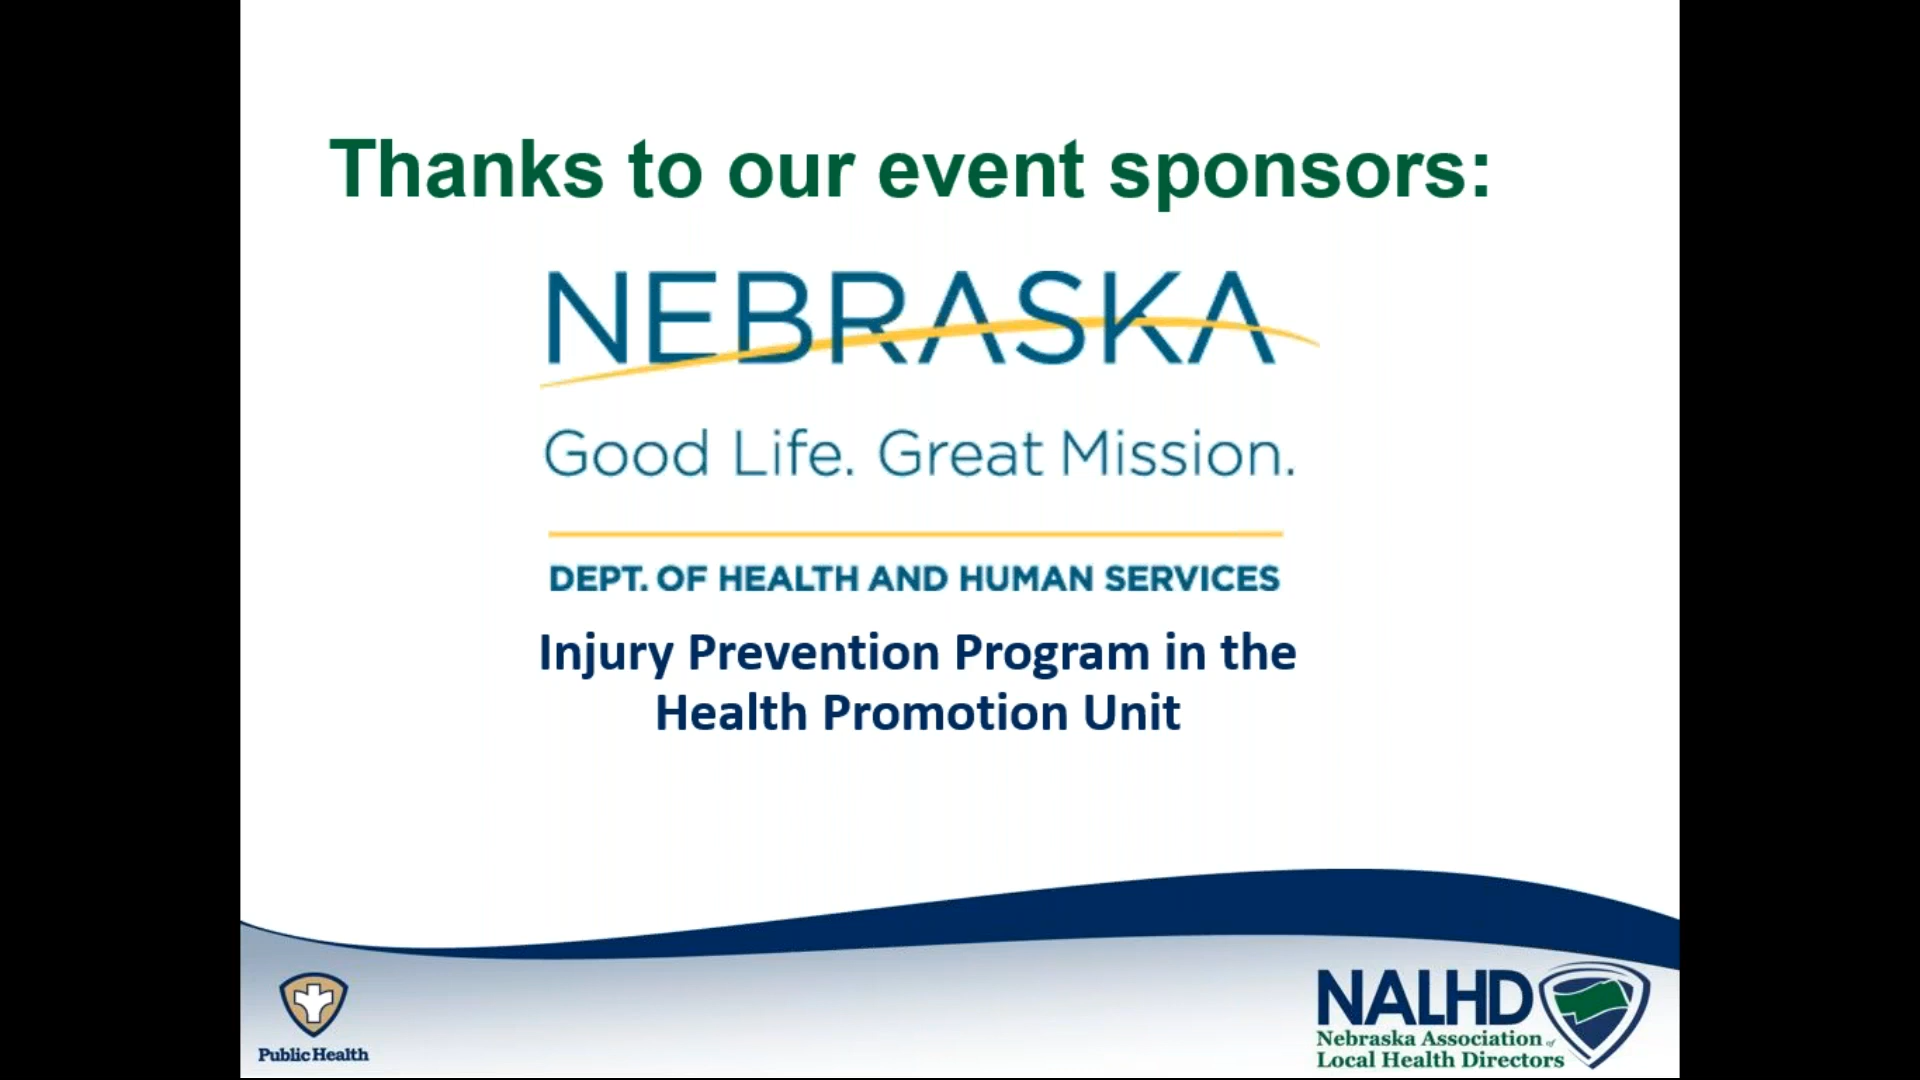 Thanks to our event sponsors:
NEBRASKA
Good Life. Great Mission.
DEPT. OF HEALTH AND HUMAN SERVICES
Injury Prevention Program in the
Health Promotion Unit
Public Health
NALHD
Nebraska Association of
Local Health Directors